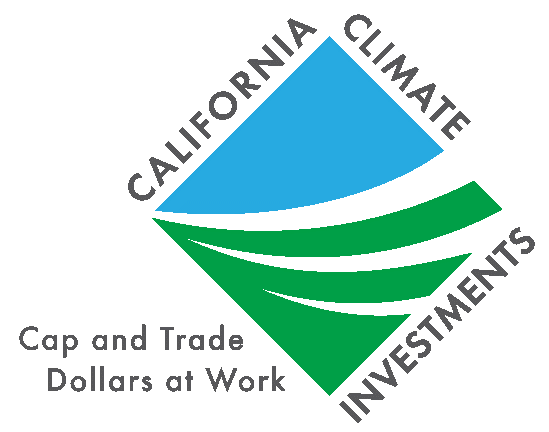 CALIFORNIA
CLIMATE
INVESTMENTS
Cap and Trade
Dollars at Work